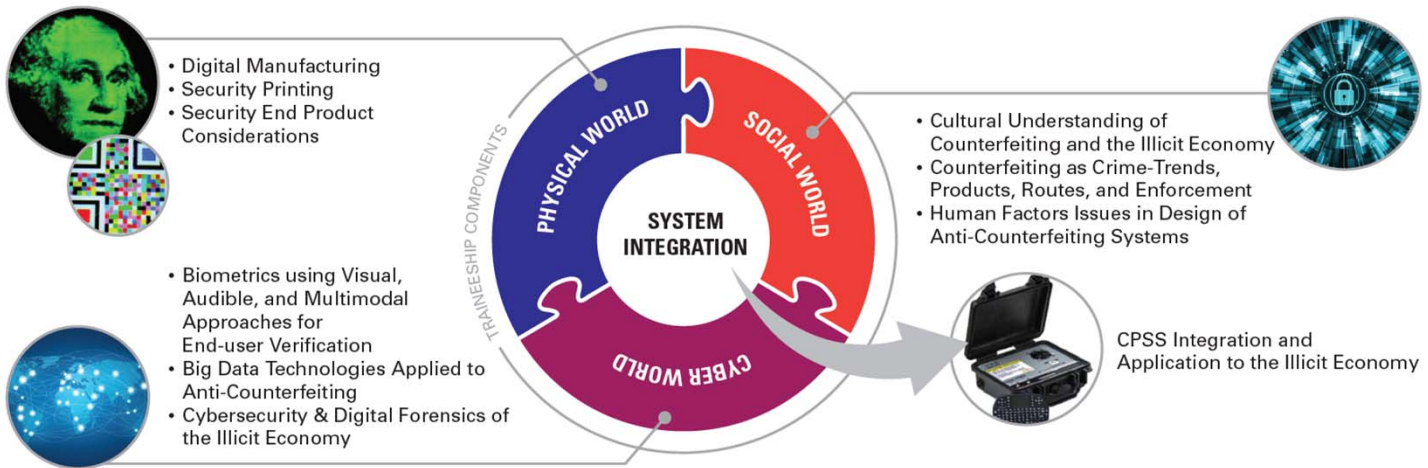 • Digital Manufacturing
• Security Printing
• Security End Product
Considerations
TRAINEESHIP COMPONENTS
PHYSICAL WORLD
SOCIAL WORLD
CYBER WORLD
SYSTEM
INTEGRATION
• Cultural Understanding of
Counterfeiting and the Illicit Economy
• Counterfeiting as Crime-Trends,
Products, Routes, and Enforcement
• Human Factors Issues in Design of
Anti-Counterfeiting Systems
• Biometrics using Visual,
Audible, and Multimodal
Approaches for
End-user Verification
• Big Data Technologies Applied to
Anti-Counterfeiting
• Cybersecurity & Digital Forensics of
the Illicit Economy
CPSS Integration and
Application to the Illicit Economy